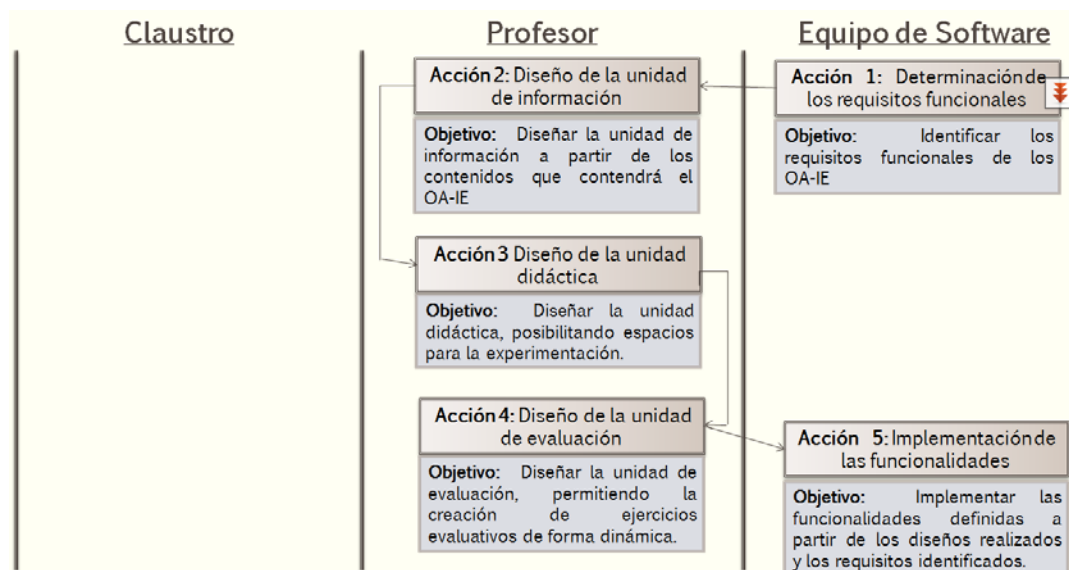 Claustro
Profesor
Equipo de Software
Acción 2: Diseño de la unidad
de información
Objetivo: Diseñar la unidad de
información a partir de los
contenidos que contendrá el
OA-IE
Acción 3 Diseño de la unidad
didáctica
Objetivo: Diseñar la unidad
didáctica, posibilitando espacios
para la experimentación.
Acción 4: Diseño de la unidad
de evaluación
Objetivo: Diseñar la unidad de
evaluación, permitiendo la
creación de ejercicios
evaluativos de forma dinámica.
Acción 1: Determinación de
los requisitos funcionales
Objetivo: Identificar los
requisitos funcionales de los
OA-IE
Acción 5: Implementación de
las funcionalidades
Objetivo: Implementar las
funcionalidades definidas a
partir de los diseños realizados
y los requisitos identificados.